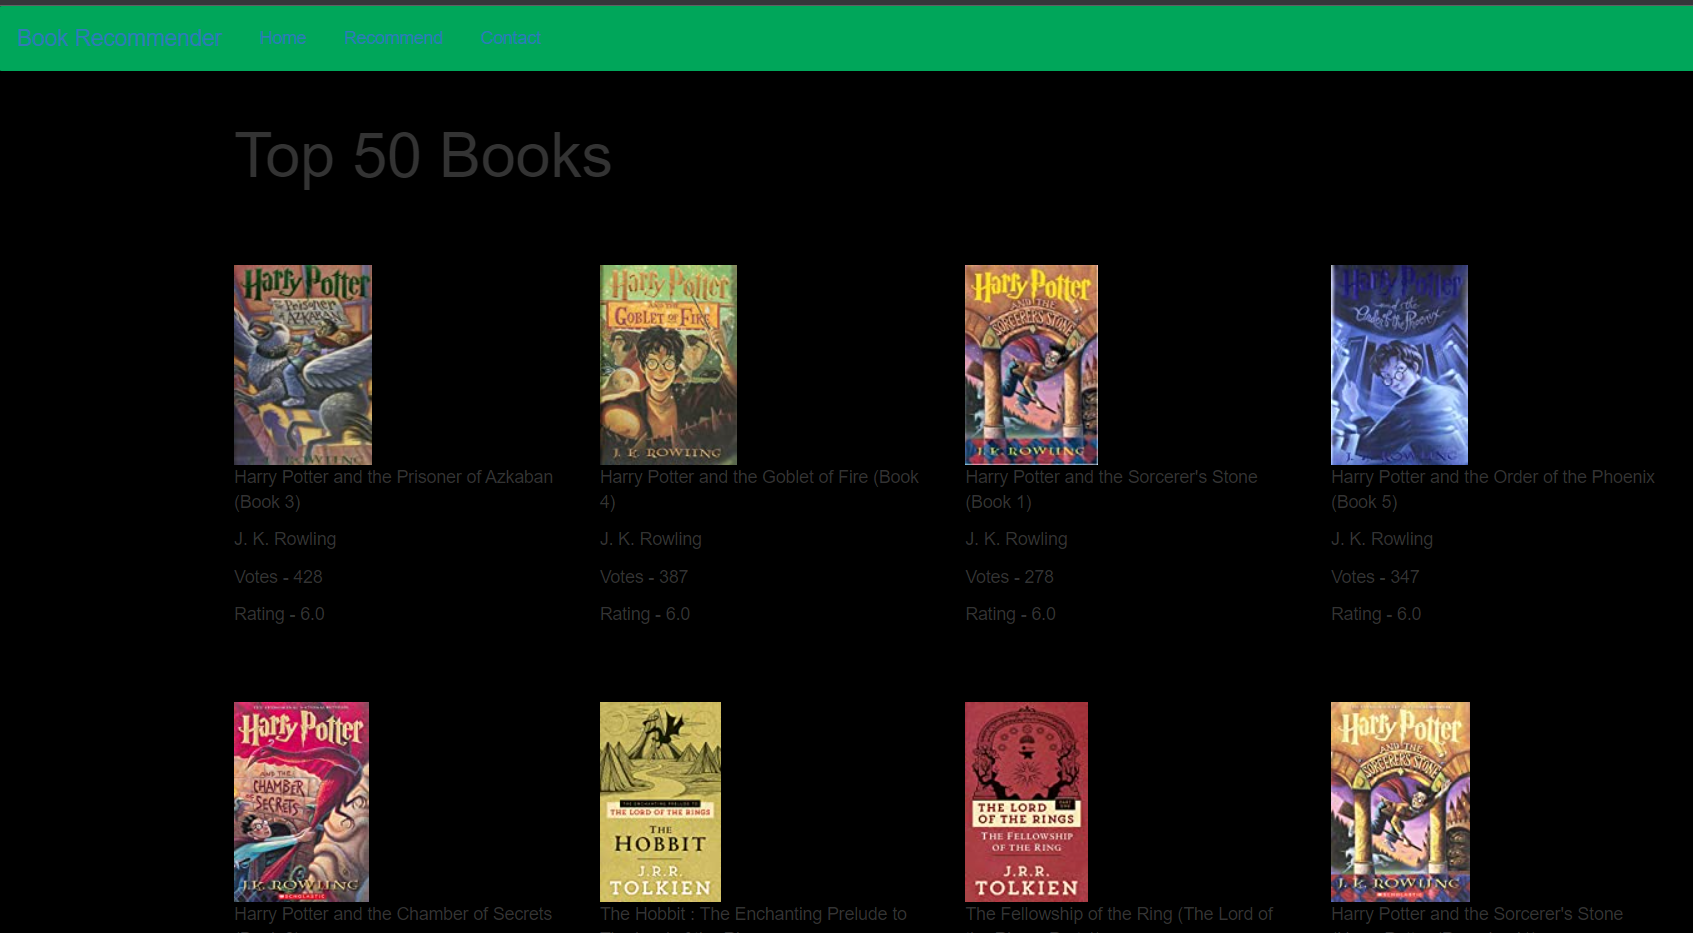 Book Recommender Home Recommend Contact
Top 50 Books
Harry Potter
Prisoner
AZKABAN
ROWLING
Harry Potter and the Prisoner of Azkaban
(Book 3)
J. K. Rowling
Votes - 428
Rating - 6.0
Harry Potter
AND THE
GOBLET OF FIRE
J. K. ROWLING
Harry Potter and the Goblet of Fire (Book
4)
J. K. Rowling
Votes - 387
Rating - 6.0
Harry Potter
AND THE
SORCERER'S STONE
J. K. ROWLING
Harry Potter and the Sorcerer's Stone
(Book 1)
J. K. Rowling
Votes - 278
Rating - 6.0
Harry Potter
and the
Order of the Phoenix
J. K. ROWLING
Harry Potter and the Order of the Phoenix
(Book 5)
J. K. Rowling
Votes - 347
Rating - 6.0
Harry Potter
AND THE
CHAMBER
OF
SECRETS
J.K. ROWLING
SCHOLASTIC
Harry Potter and the Chamber of Secrets
THE ENCHANTING PRELUDE TO
THE LORD OF THE RINGS
THE
HOBBIT
J.R.R.
TOLKIEN
The Hobbit : The Enchanting Prelude to
THE LORD
OF THE RINGS
PART
ONE
THE FELLOWSHIP
OF THE RING
J.R.R.
TOLKIEN
The Fellowship of the Ring (The Lord of
Harry Potter
AND THE
SORCERER'S STONE
J. K. ROWLING
SCHOLASTIC
Harry Potter and the Sorcerer's Stone